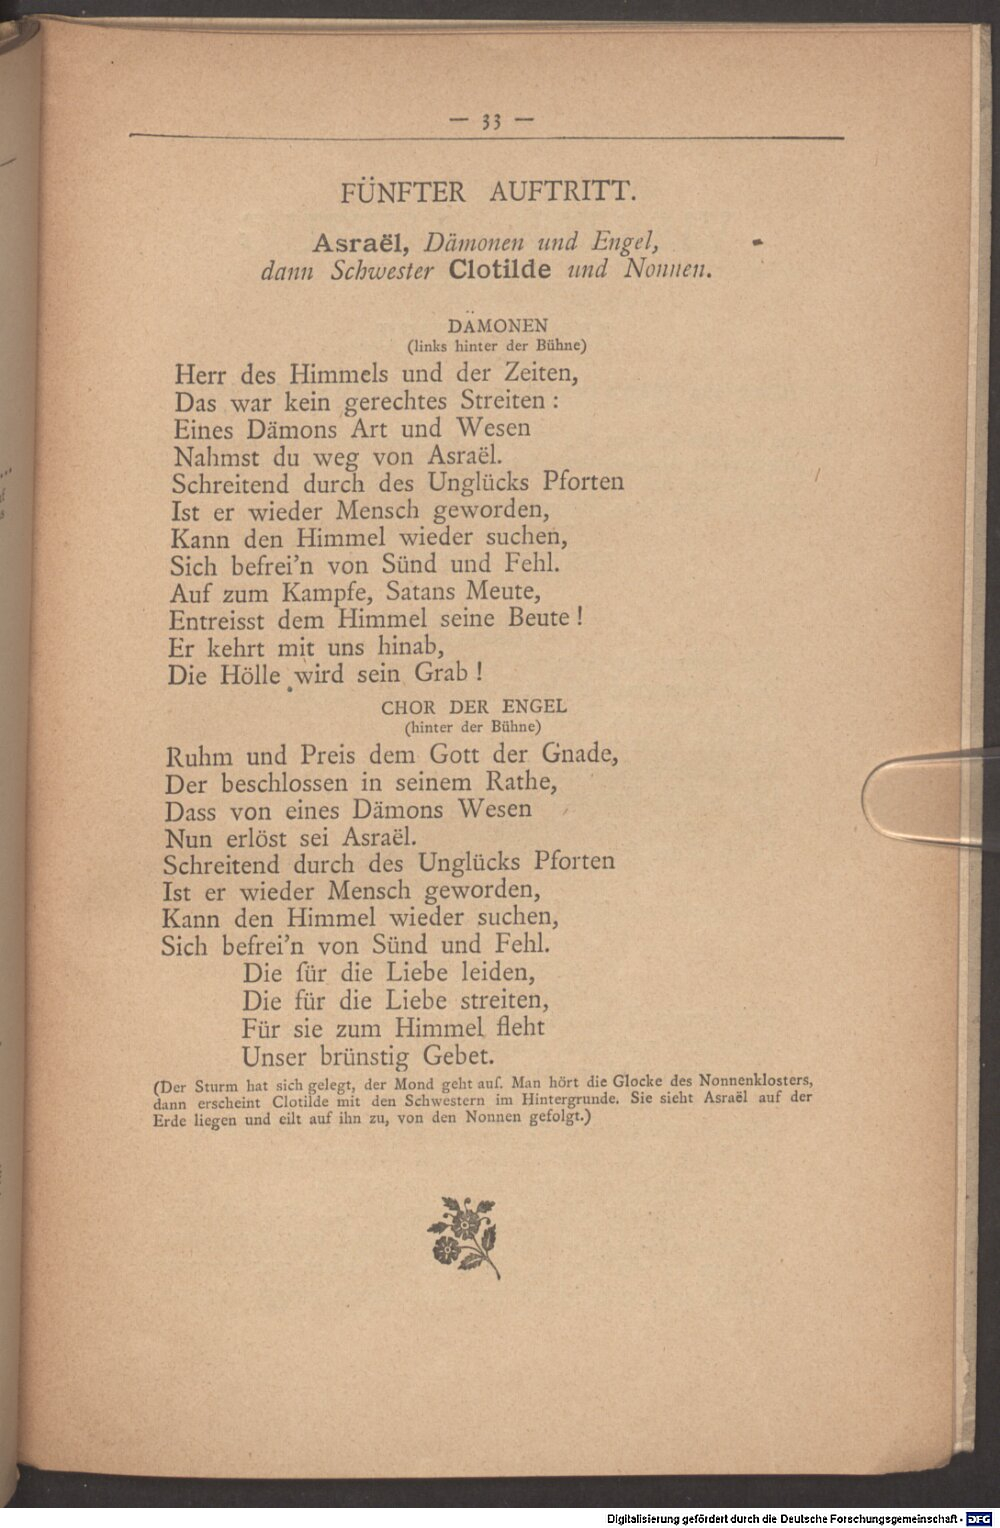 — 33 —
FÜNFTER AUFTRITT.
Asraël, Dämonen und Engel,
dann Schwester Clotilde und Nonnen.
DÄMONEN
(links hinter der Bühne)
Herr des Himmels und der Zeiten,
Das war kein gerechtes Streiten :
Eines Dämons Art und Wesen
Nahmst du weg von Asraël.
Schreitend durch des Unglücks Pforten
Ist er wieder Mensch geworden,
Kann den Himmel wieder suchen,
Sich befrei'n von Sünd und Fehl.
Auf zum Kampfe, Satans Meute,
Entreisst dem Himmel seine Beute !
Er kehrt mit uns hinab,
Die Hölle wird sein Grab !
CHOR DER ENGEL
(hinter der Bühne)
Ruhm und Preis dem Gott der Gnade,
Der beschlossen in seinem Rathe,
Dass von eines Dämons Wesen
Nun erlöst sei Asraël.
Schreitend durch des Unglücks Pforten
Ist er wieder Mensch geworden,
Kann den Himmel wieder suchen,
Sich befrei'n von Sünd und Fehl.
Die für die Liebe leiden,
Die für die Liebe streiten,
Für sie zum Himmel fleht
Unser brünstig Gebet.
(Der Sturm hat sich gelegt, der Mond geht auf. Man hört die Glocke des Nonnenklosters,
dann erscheint Clotilde mit den Schwestern im Hintergrunde. Sie sieht Asraël auf der
Erde liegen und eilt auf ihn zu, von den Nonnen gefolgt.)
Digitalisierung gefördert durch die Deutsche Forschungsgemeinschaft - DFG